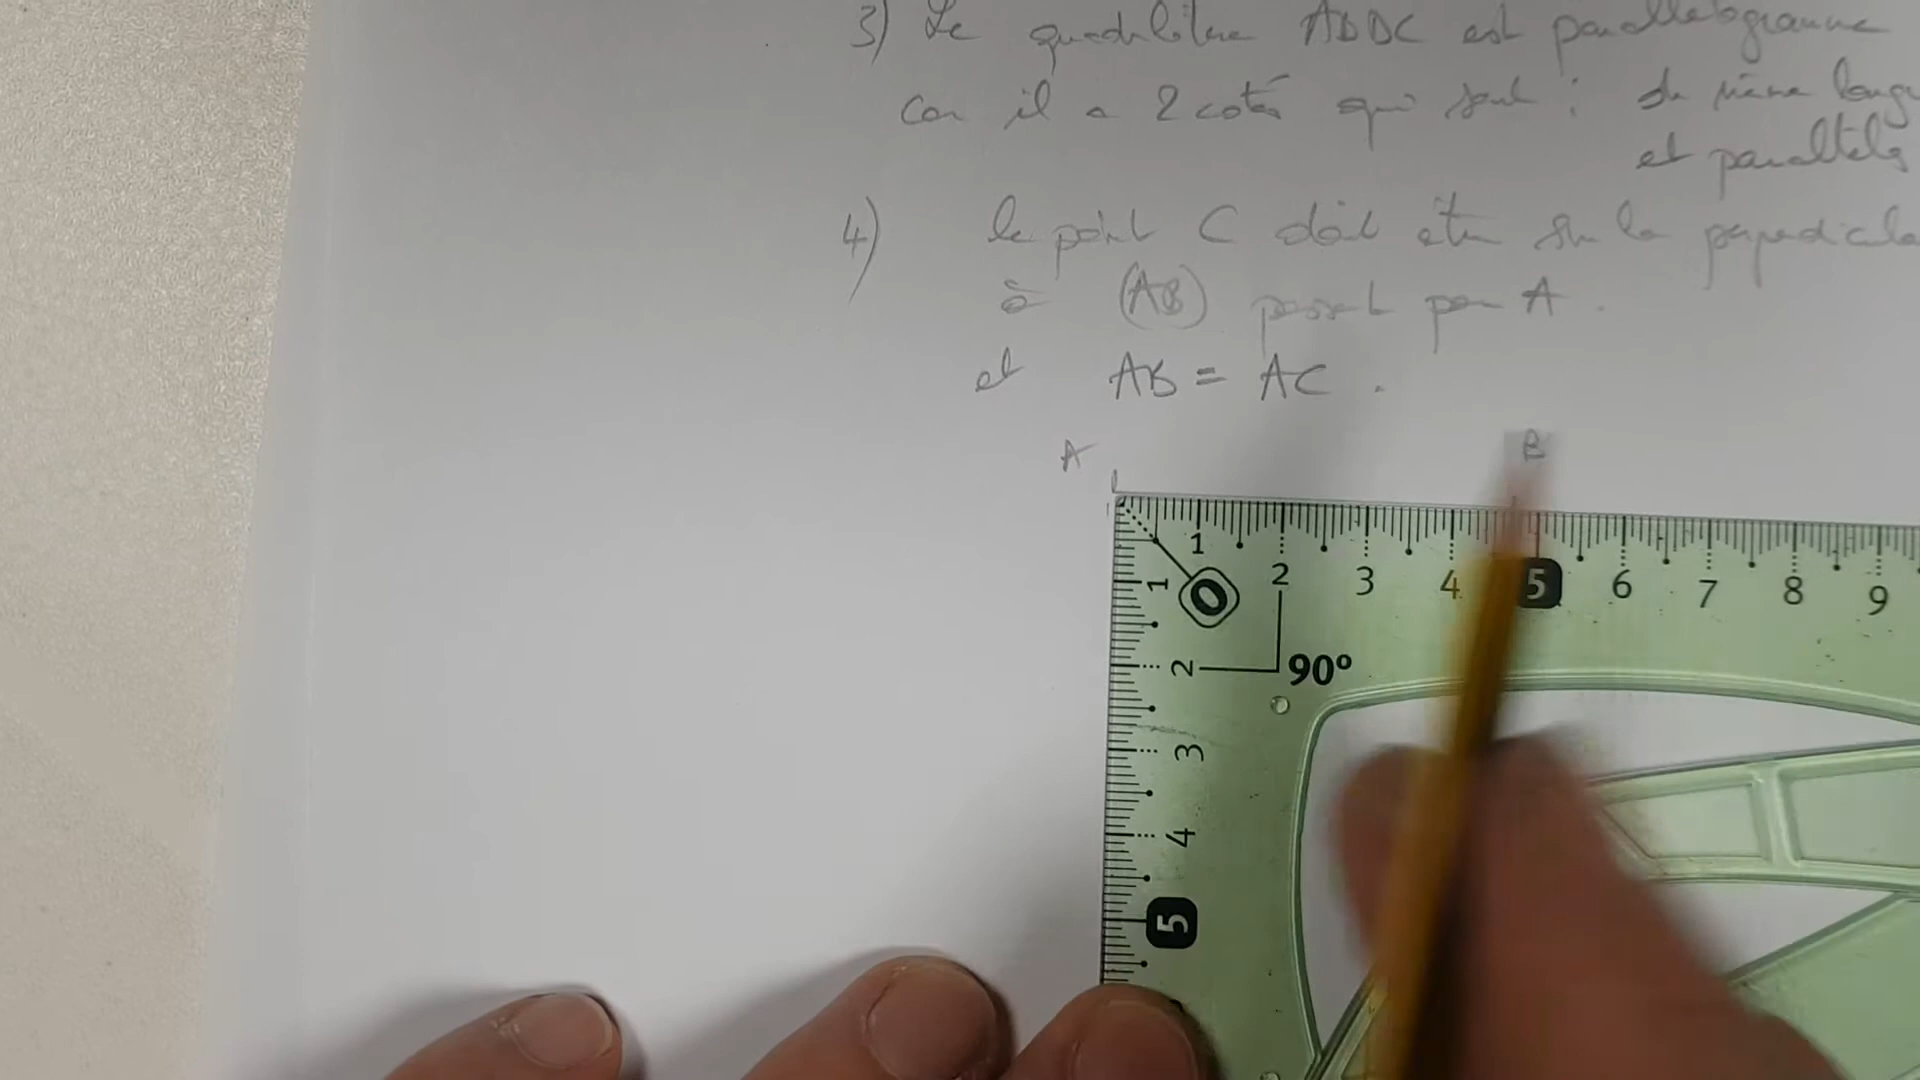 3) Le quadrilatère ABDC est parallélogramme
car il a 2 cotés qui sont : de même longu
et parallèls
4) le point C doit être sur la perpendicula
à (AB) passant par A.
et AB = AC.
A B
1 2 3 4 5 6 7 8 9
0
1
2 90°
3
4
5